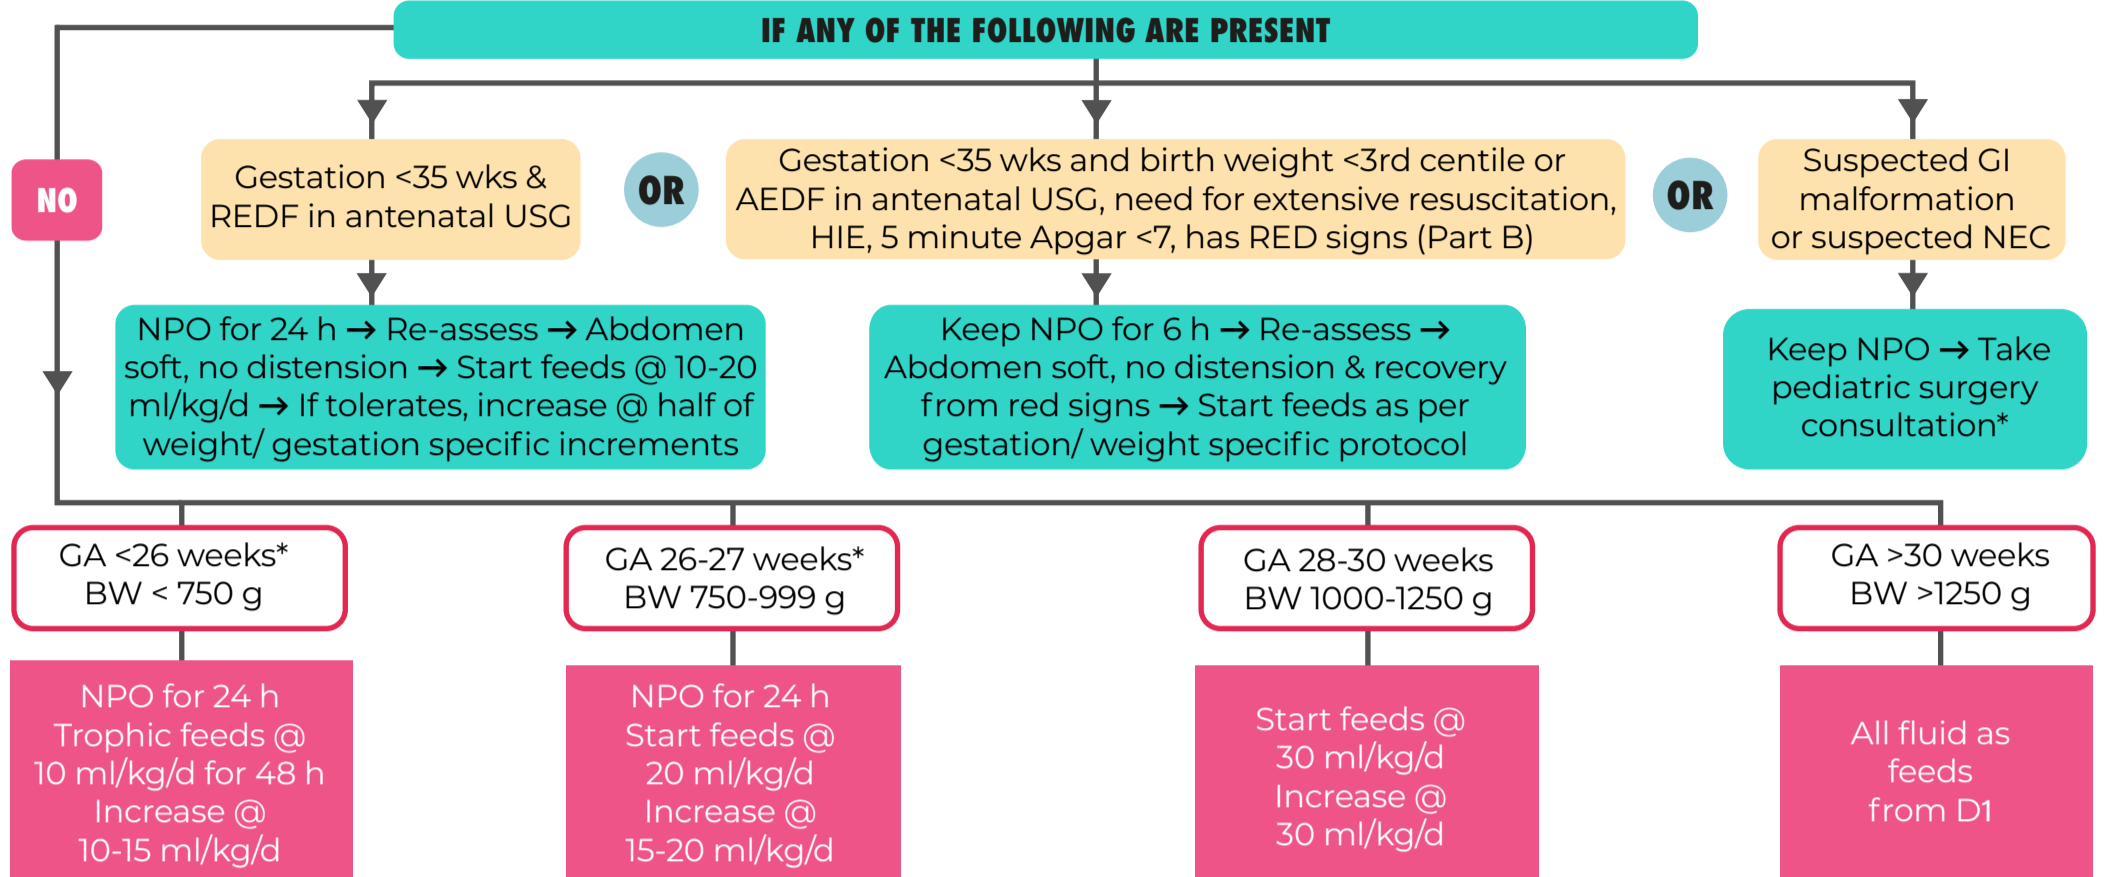 IF ANY OF THE FOLLOWING ARE PRESENT
NO
Gestation <35 wks &
REDF in antenatal USG
OR
Gestation <35 wks and birth weight <3rd centile or
AEDF in antenatal USG, need for extensive resuscitation,
HIE, 5 minute Apgar <7, has RED signs (Part B)
OR
Suspected GI
malformation
or suspected NEC
NPO for 24 h → Re-assess → Abdomen
soft, no distension → Start feeds @ 10-20
ml/kg/d → If tolerates, increase @ half of
weight/ gestation specific increments
Keep NPO for 6 h → Re-assess →
Abdomen soft, no distension & recovery
from red signs → Start feeds as per
gestation/ weight specific protocol
Keep NPO → Take
pediatric surgery
consultation*
GA <26 weeks*
BW < 750 g
GA 26-27 weeks*
BW 750-999 g
GA 28-30 weeks
BW 1000-1250 g
GA >30 weeks
BW >1250 g
NPO for 24 h
Trophic feeds @
10 ml/kg/d for 48 h
Increase @
10-15 ml/kg/d
NPO for 24 h
Start feeds @
20 ml/kg/d
Increase @
15-20 ml/kg/d
Start feeds @
30 ml/kg/d
Increase @
30 ml/kg/d
All fluid as
feeds
from D1